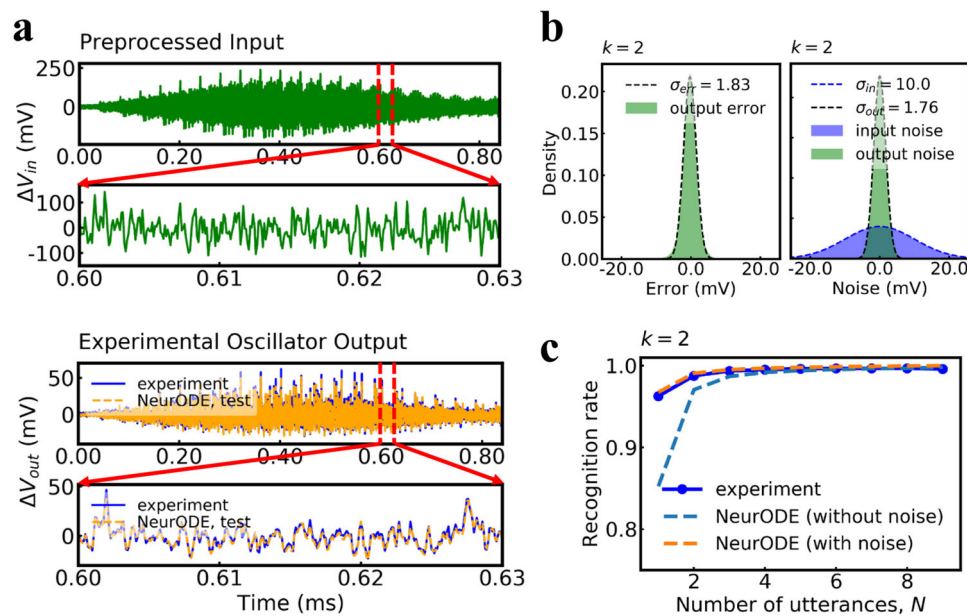 a
Preprocessed Input
250
0
0.00 0.20 0.40 0.60 0.80
ΔV_in (mV)
100
0
-100
0.60 0.61 0.62 0.63
Experimental Oscillator Output
50
0
experiment
NeurODE, test
0.00 0.20 0.40 0.60 0.80
ΔV_out (mV)
50
0
experiment
NeurODE, test
0.60 0.61 0.62 0.63
Time (ms)
b
k = 2
0.20
0.15
0.10
0.05
0.00
Density
σ_err = 1.83
output error
-20.0 0.0 20.0
Error (mV)
k = 2
σ_in = 10.0
σ_out = 1.76
input noise
output noise
-20.0 0.0 20.0
Noise (mV)
c
k = 2
1.0
0.9
0.8
Recognition rate
experiment
NeurODE (without noise)
NeurODE (with noise)
2 4 6 8
Number of utterances, N